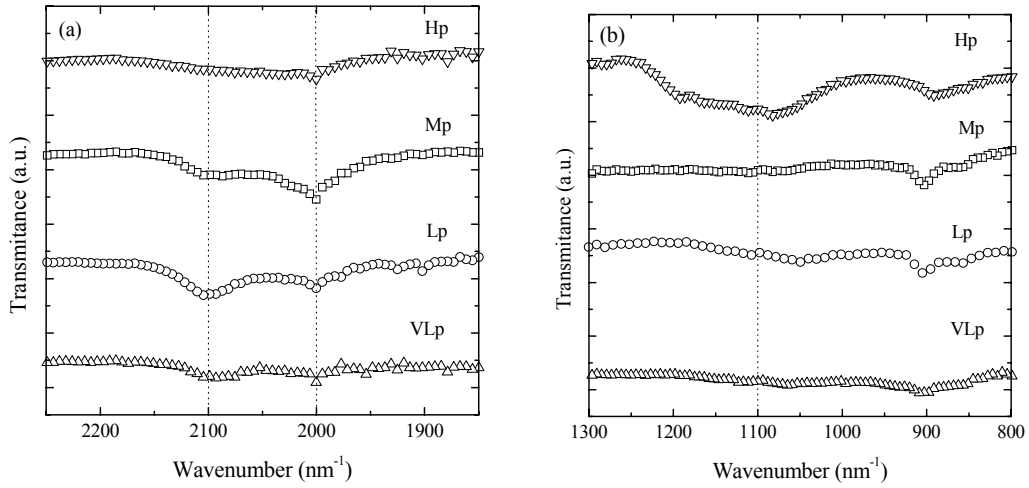 (a)
Hp
Mp
Lp
VLp
Transmitance (a.u.)
2200 2100 2000 1900
Wavenumber (nm⁻¹)
(b)
Hp
Mp
Lp
VLp
Transmitance (a.u.)
1300 1200 1100 1000 900 800
Wavenumber (nm⁻¹)